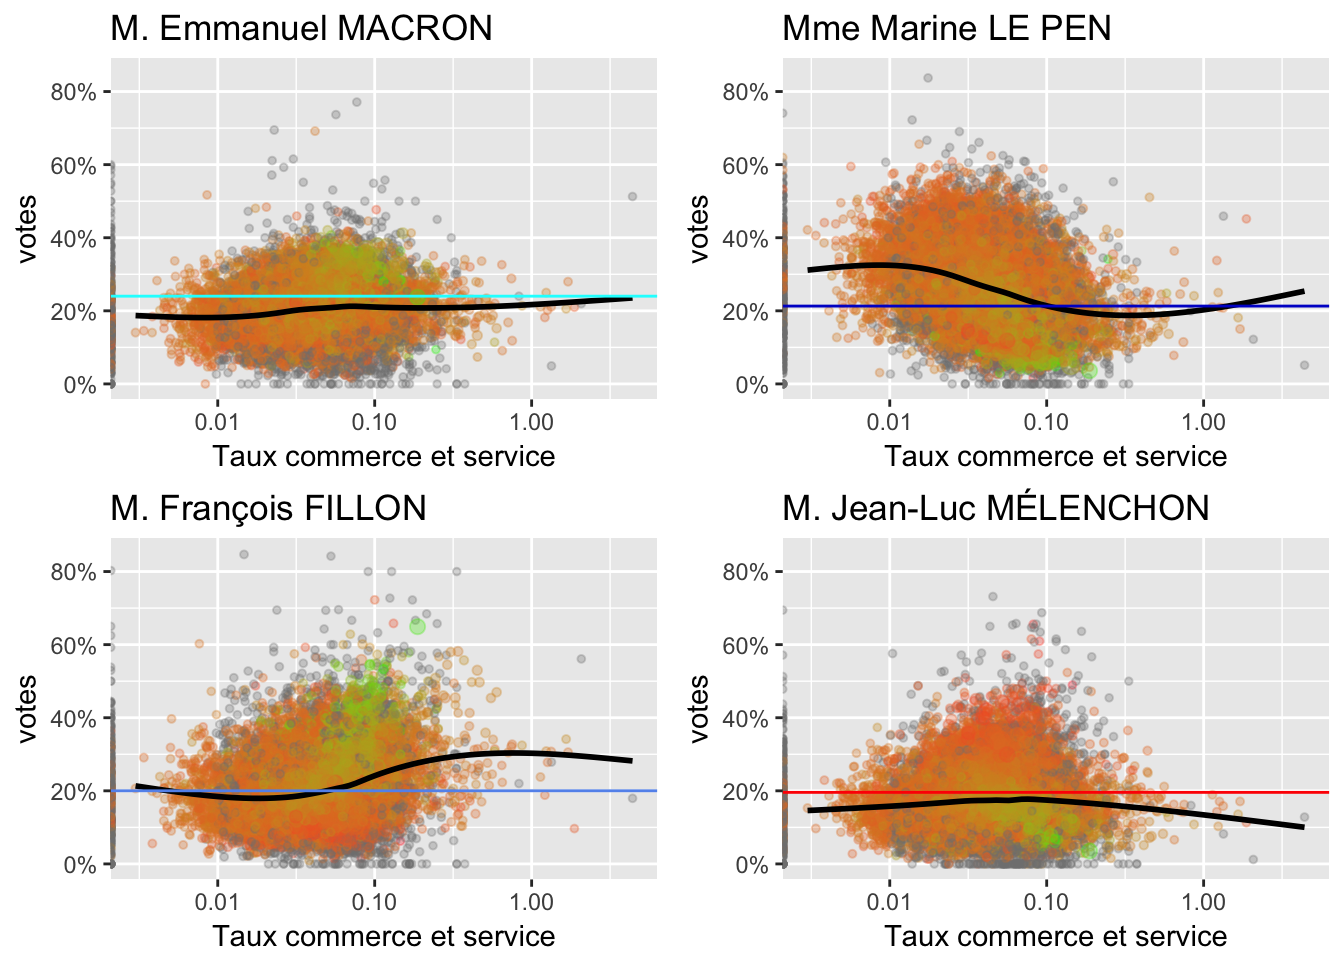 M. Emmanuel MACRON
votes
80%
60%
40%
20%
0%
0.01 0.10 1.00
Taux commerce et service
Mme Marine LE PEN
votes
80%
60%
40%
20%
0%
0.01 0.10 1.00
Taux commerce et service
M. François FILLON
votes
80%
60%
40%
20%
0%
0.01 0.10 1.00
Taux commerce et service
M. Jean-Luc MÉLENCHON
votes
80%
60%
40%
20%
0%
0.01 0.10 1.00
Taux commerce et service